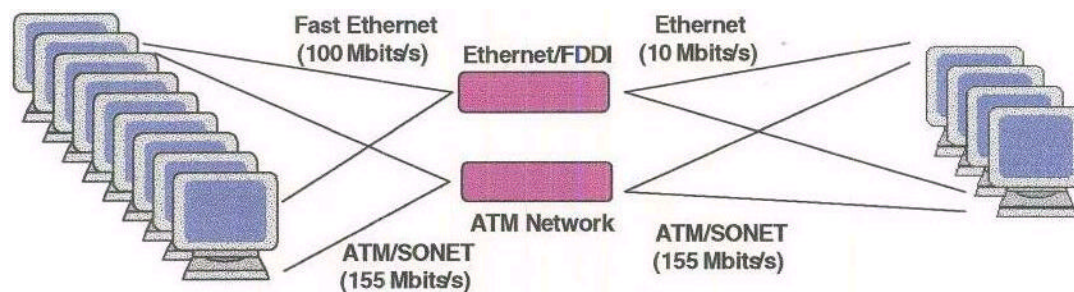 Fast Ethernet
(100 Mbits/s)
Ethernet/FDDI
Ethernet
(10 Mbits/s)
ATM Network
ATM/SONET
(155 Mbits/s)
ATM/SONET
(155 Mbits/s)